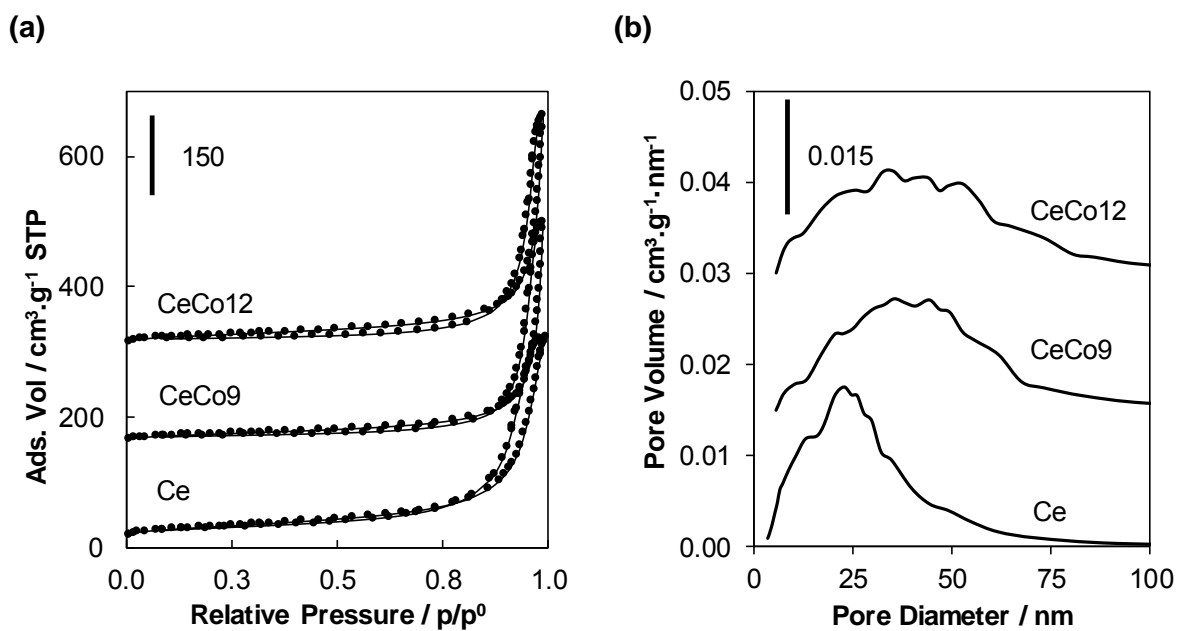 (a)
Ads. Vol / cm³.g⁻¹ STP
600
400
200
0
150
CeCo12
CeCo9
Ce
0.0 0.3 0.5 0.8 1.0
Relative Pressure / p/p⁰
(b)
Pore Volume / cm³.g⁻¹·nm⁻¹
0.05
0.04
0.03
0.02
0.01
0.00
0.015
CeCo12
CeCo9
Ce
0 25 50 75 100
Pore Diameter / nm